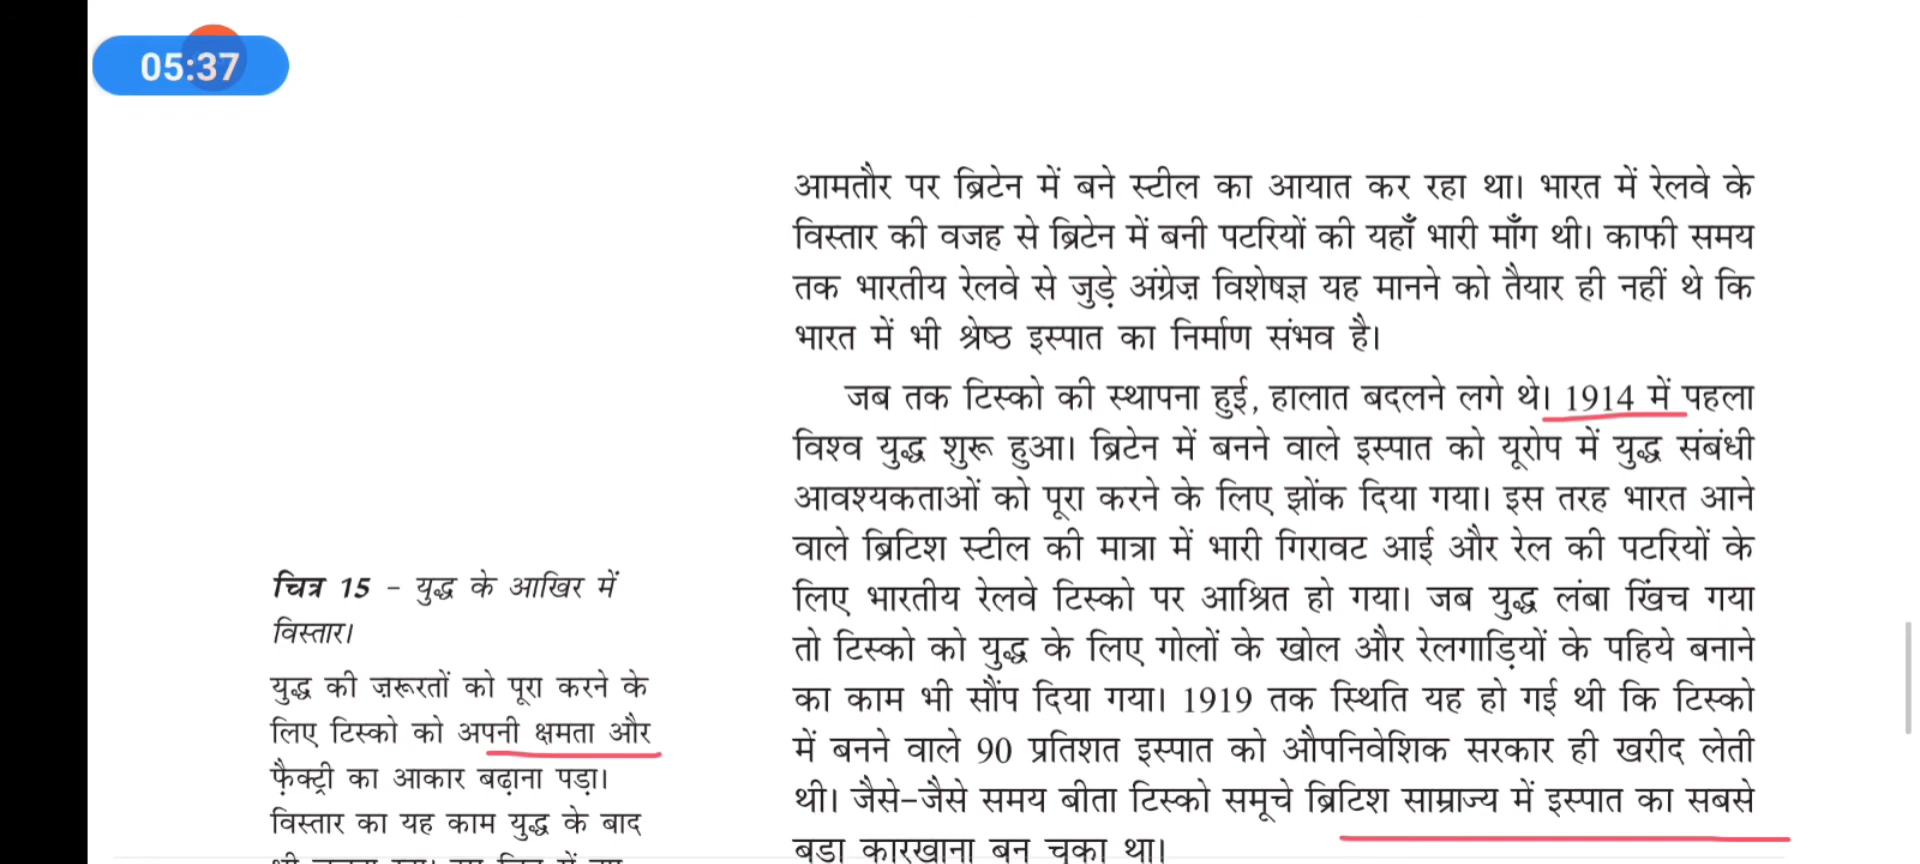 05:37
आमतौर पर ब्रिटेन में बने स्टील का आयात कर रहा था। भारत में रेलवे के
विस्तार की वजह से ब्रिटेन में बनी पटरियों की यहाँ भारी माँग थी। काफी समय
तक भारतीय रेलवे से जुड़े अंग्रेज़ विशेषज्ञ यह मानने को तैयार ही नहीं थे कि
भारत में भी श्रेष्ठ इस्पात का निर्माण संभव है।
जब तक टिस्को की स्थापना हुई, हालात बदलने लगे थे। 1914 में पहला
विश्व युद्ध शुरू हुआ। ब्रिटेन में बनने वाले इस्पात को यूरोप में युद्ध संबंधी
आवश्यकताओं को पूरा करने के लिए झोंक दिया गया। इस तरह भारत आने
वाले ब्रिटिश स्टील की मात्रा में भारी गिरावट आई और रेल की पटरियों के
लिए भारतीय रेलवे टिस्को पर आश्रित हो गया। जब युद्ध लंबा खिंच गया
तो टिस्को को युद्ध के लिए गोलों के खोल और रेलगाड़ियों के पहिये बनाने
का काम भी सौंप दिया गया। 1919 तक स्थिति यह हो गई थी कि टिस्को
में बनने वाले 90 प्रतिशत इस्पात को औपनिवेशिक सरकार ही खरीद लेती
थी। जैसे-जैसे समय बीता टिस्को समूचे ब्रिटिश साम्राज्य में इस्पात का सबसे
बड़ा कारखाना बन चुका था।
चित्र 15 - युद्ध के आखिर में
विस्तार।
युद्ध की ज़रूरतों को पूरा करने के
लिए टिस्को को अपनी क्षमता और
फ़ैक्ट्री का आकार बढ़ाना पड़ा।
विस्तार का यह काम युद्ध के बाद